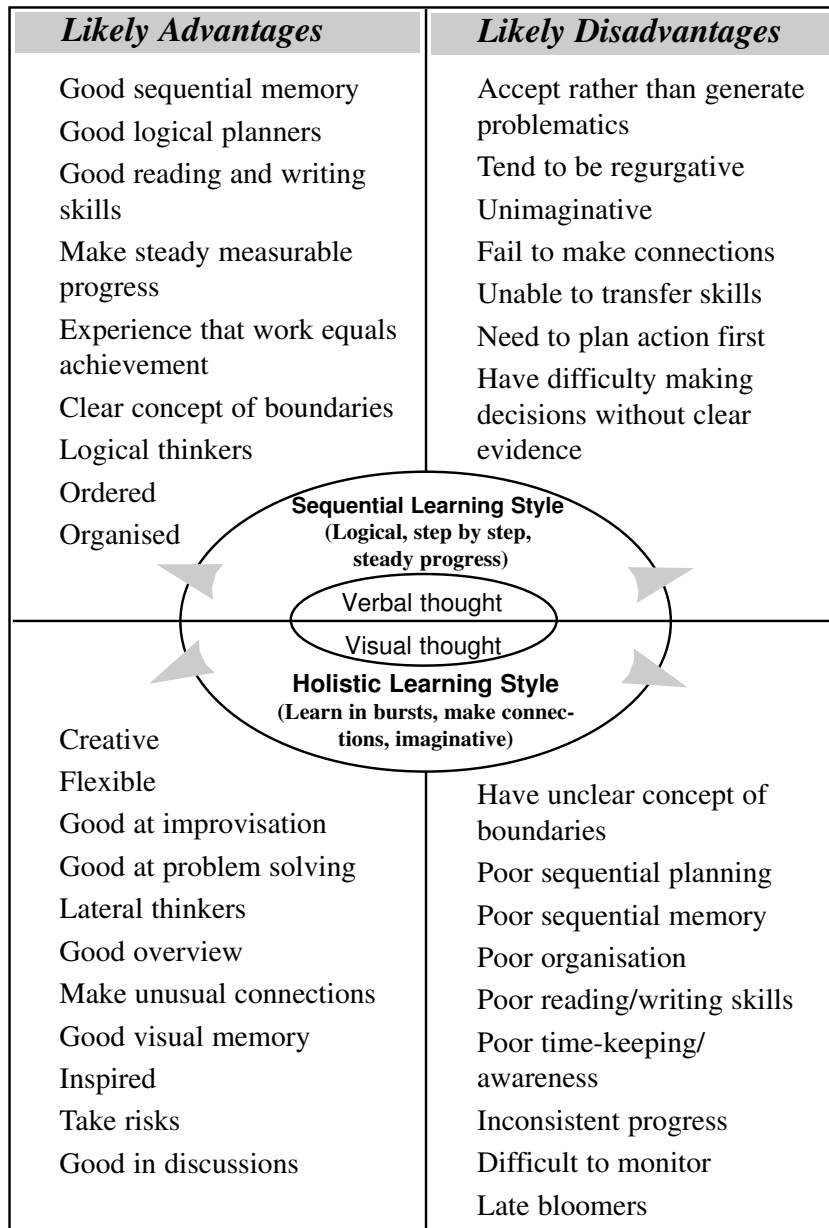 Likely Advantages
Good sequential memory
Good logical planners
Good reading and writing
skills
Make steady measurable
progress
Experience that work equals
achievement
Clear concept of boundaries
Logical thinkers
Ordered
Organised
Likely Disadvantages
Accept rather than generate
problematics
Tend to be regurgative
Unimaginative
Fail to make connections
Unable to transfer skills
Need to plan action first
Have difficulty making
decisions without clear
evidence
Sequential Learning Style
(Logical, step by step,
steady progress)
Verbal thought
Visual thought
Holistic Learning Style
(Learn in bursts, make connec-
tions, imaginative)
Creative
Flexible
Good at improvisation
Good at problem solving
Lateral thinkers
Good overview
Make unusual connections
Good visual memory
Inspired
Take risks
Good in discussions
Have unclear concept of
boundaries
Poor sequential planning
Poor sequential memory
Poor organisation
Poor reading/writing skills
Poor time-keeping/
awareness
Inconsistent progress
Difficult to monitor
Late bloomers